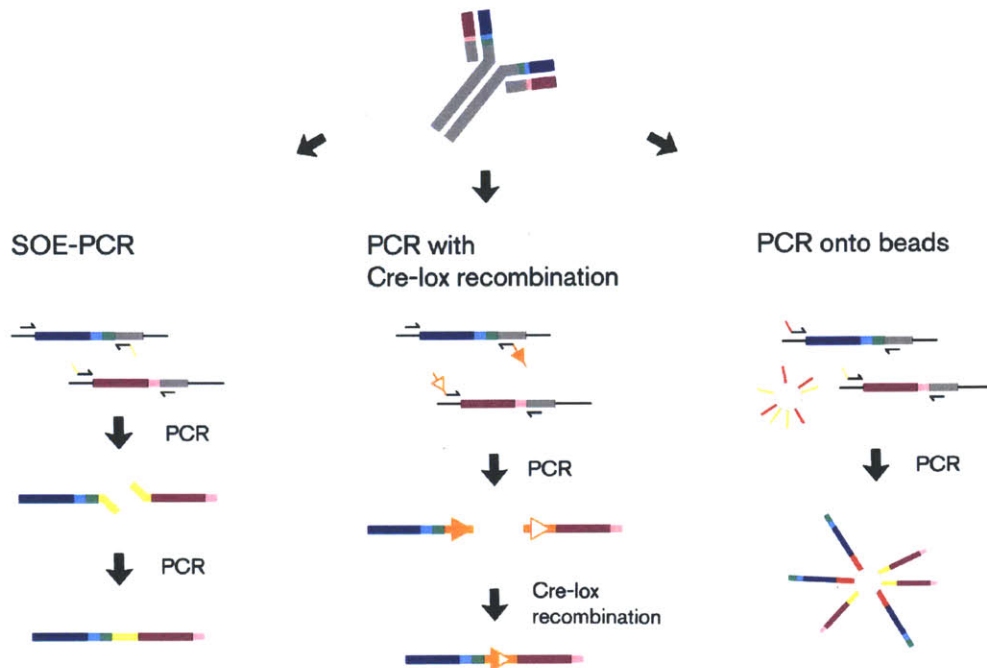 SOE-PCR
PCR with
Cre-lox recombination
PCR onto beads
PCR
PCR
PCR
PCR
Cre-lox
recombination